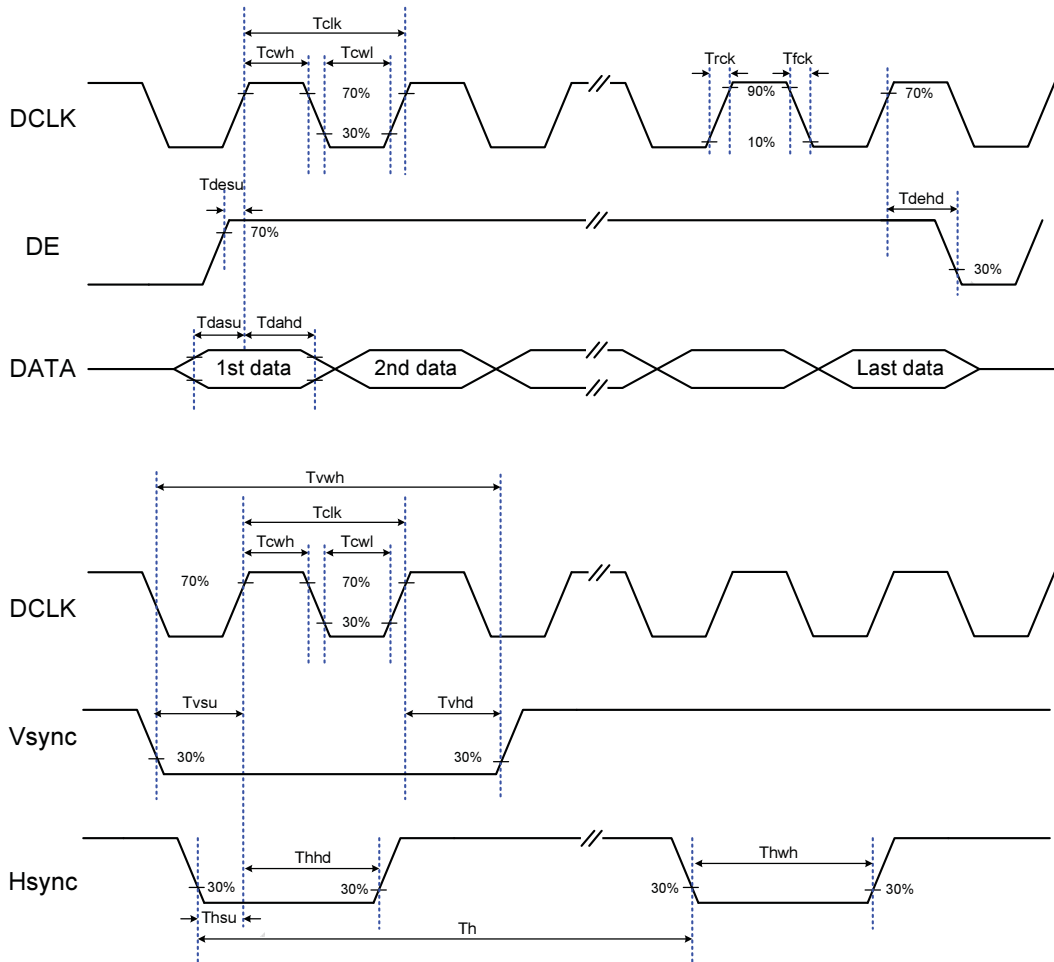 Tclk
Tcwh Tcwl Trck Tfck
DCLK 70% 90% 70%
30% 10%
Tdesu Tdehd
DE 70% 30%
Tdasu Tdahd
DATA 1st data 2nd data Last data
Tvwh
Tclk
Tcwh Tcwl
DCLK 70% 70%
30%
Tvsu Tvhd
Vsync 30% 30%
Thhd Thwh
Hsync 30% 30% 30% 30%
Thsu
Th